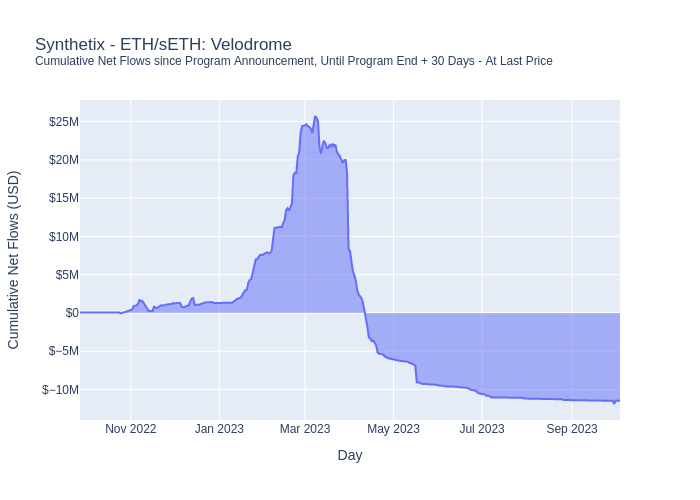 Synthetix - ETH/sETH: Velodrome
Cumulative Net Flows since Program Announcement, Until Program End + 30 Days - At Last Price
Cumulative Net Flows (USD)
$25M
$20M
$15M
$10M
$5M
$0
$−5M
$−10M
Nov 2022
Jan 2023
Mar 2023
May 2023
Jul 2023
Sep 2023
Day